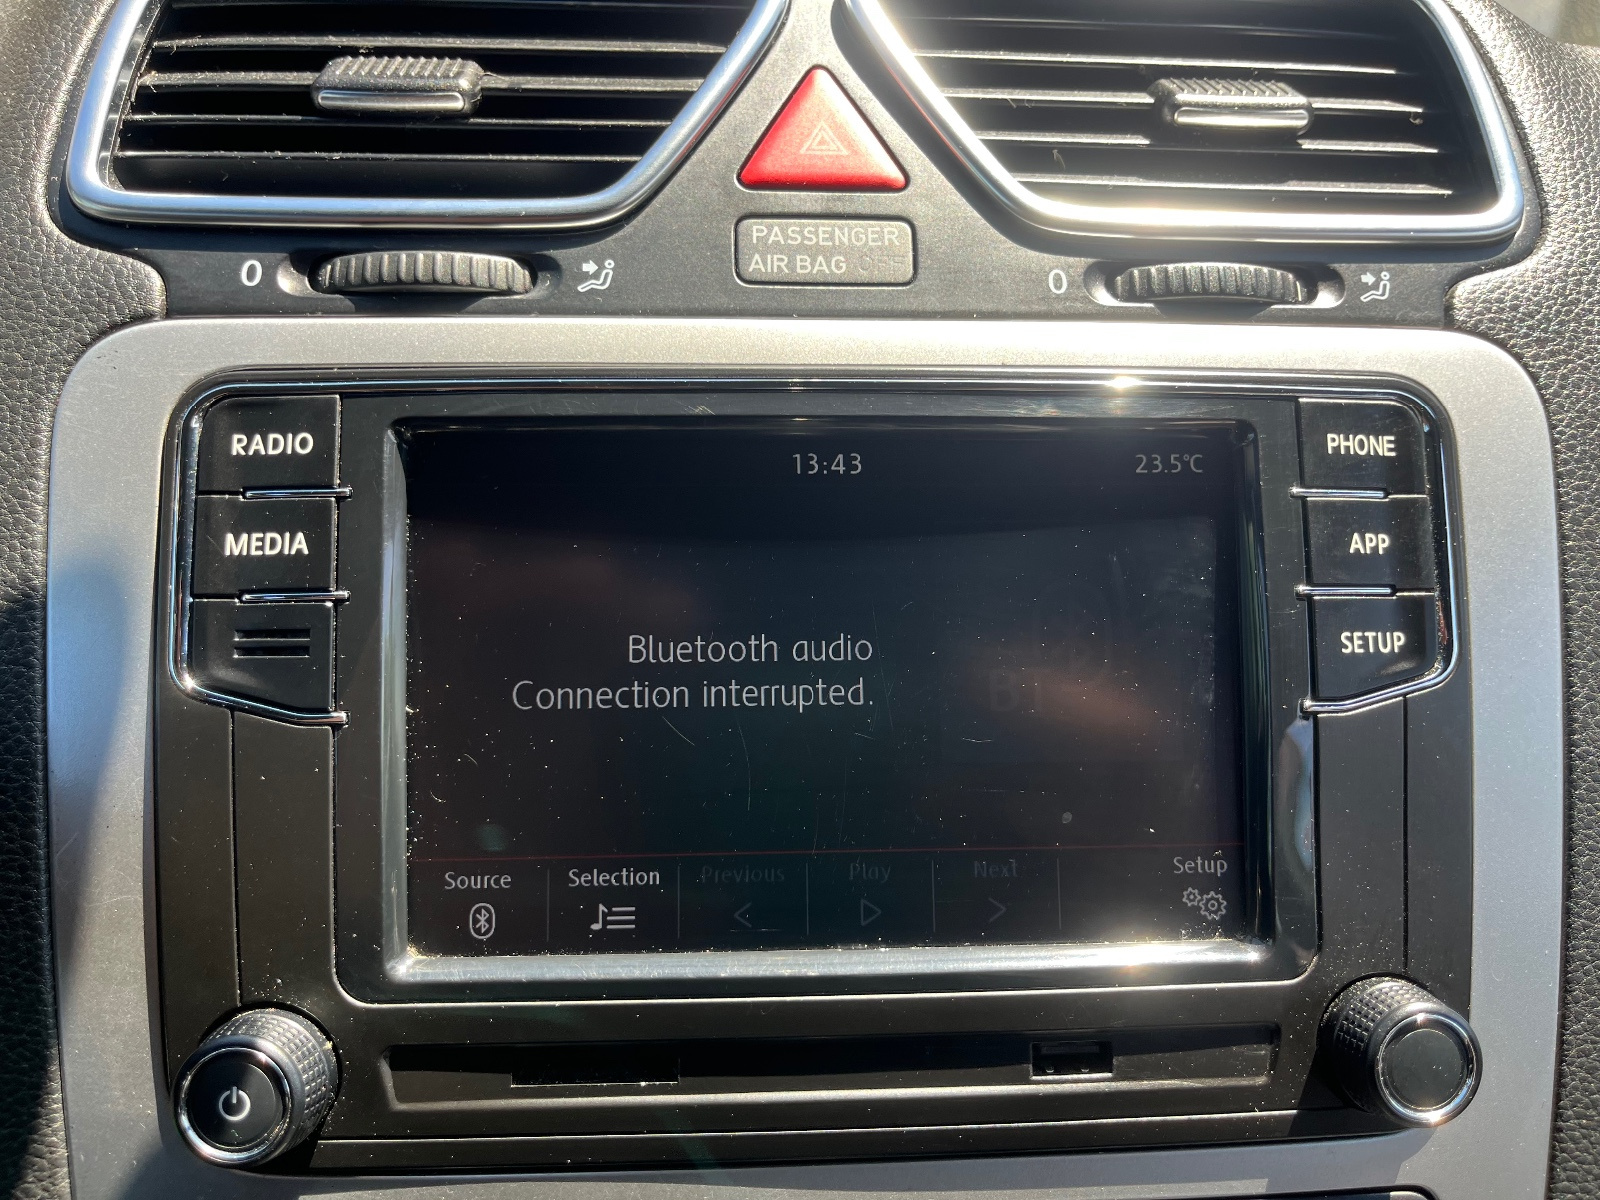 PASSENGER
AIR BAG OFF
0
0
RADIO
MEDIA
13:43
23.5°C
PHONE
APP
SETUP
Bluetooth audio
Connection interrupted.
Source
Selection
Previous
Play
Next
Setup